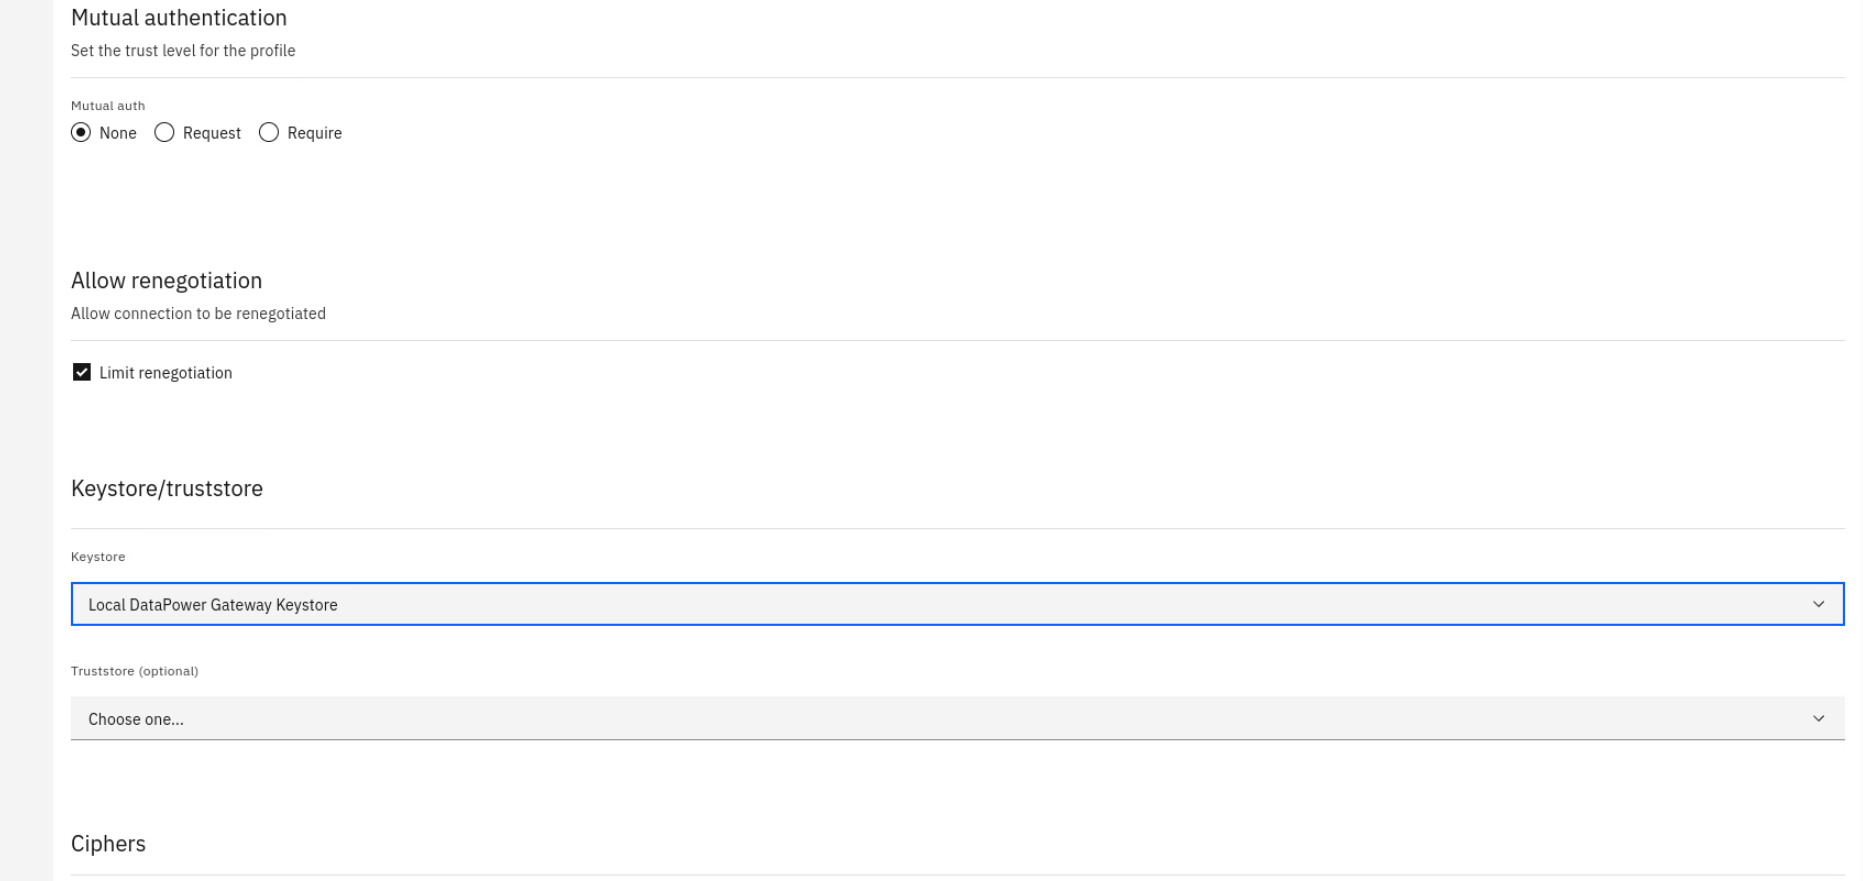 Mutual authentication
Set the trust level for the profile
Mutual auth
None Request Require
Allow renegotiation
Allow connection to be renegotiated
Limit renegotiation
Keystore/truststore
Keystore
Local DataPower Gateway Keystore
Truststore (optional)
Choose one...
Ciphers